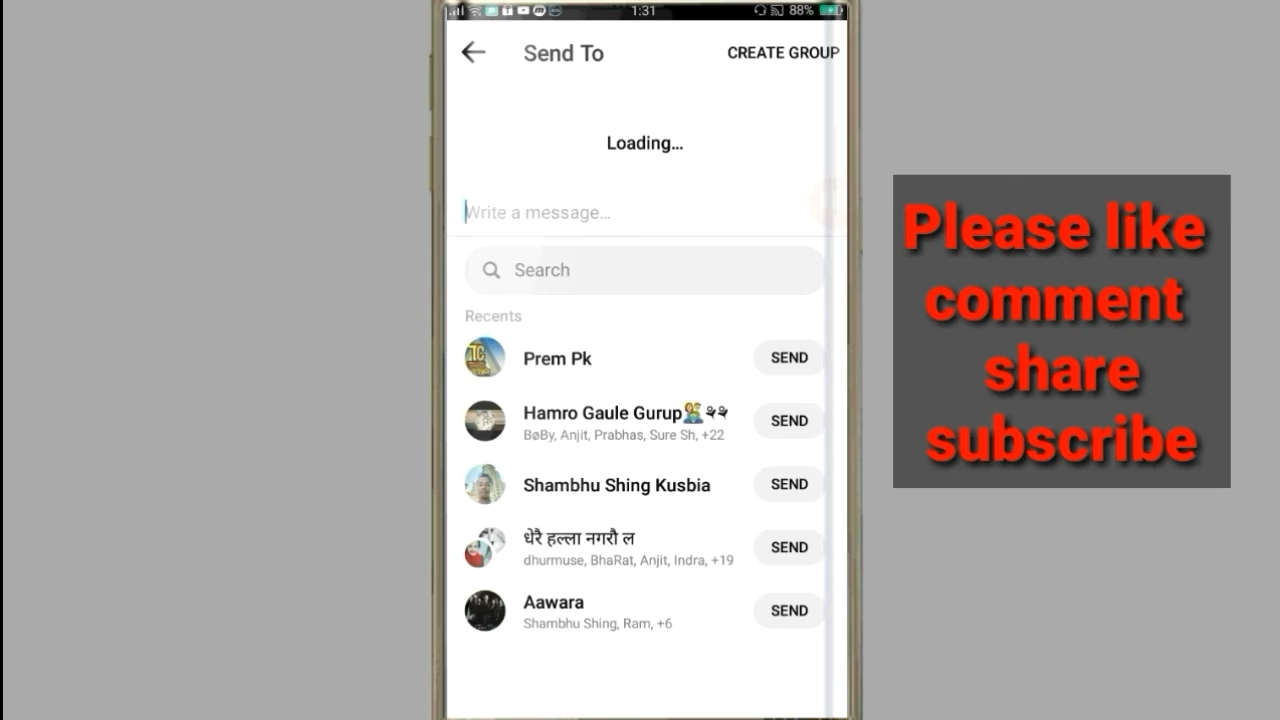 1:31
88%
Send To
CREATE GROUP
Loading...
Write a message...
Search
Recents
Prem Pk
SEND
Hamro Gaule Gurup
BøBy, Anjit, Prabhas, Sure Sh, +22
SEND
Shambhu Shing Kusbia
SEND
धेरै हल्ला नगरौ ल
dhurmuse, BhaRat, Anjit, Indra, +19
SEND
Aawara
Shambhu Shing, Ram, +6
SEND
Please like
comment
share
subscribe